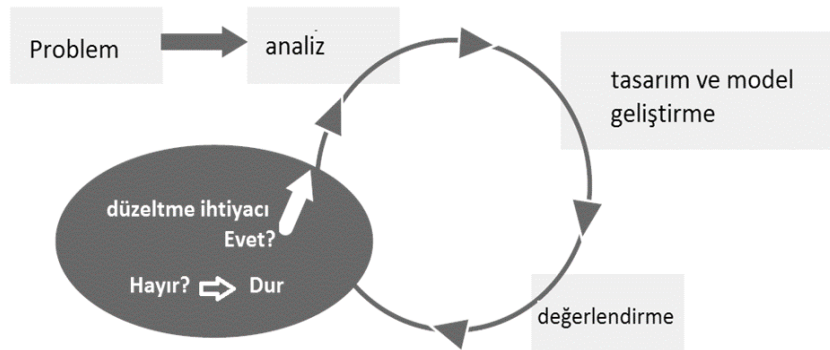 Problem
analiz
tasarım ve model
geliştirme
düzeltme ihtiyacı
Evet?
Hayır?
Dur
değerlendirme